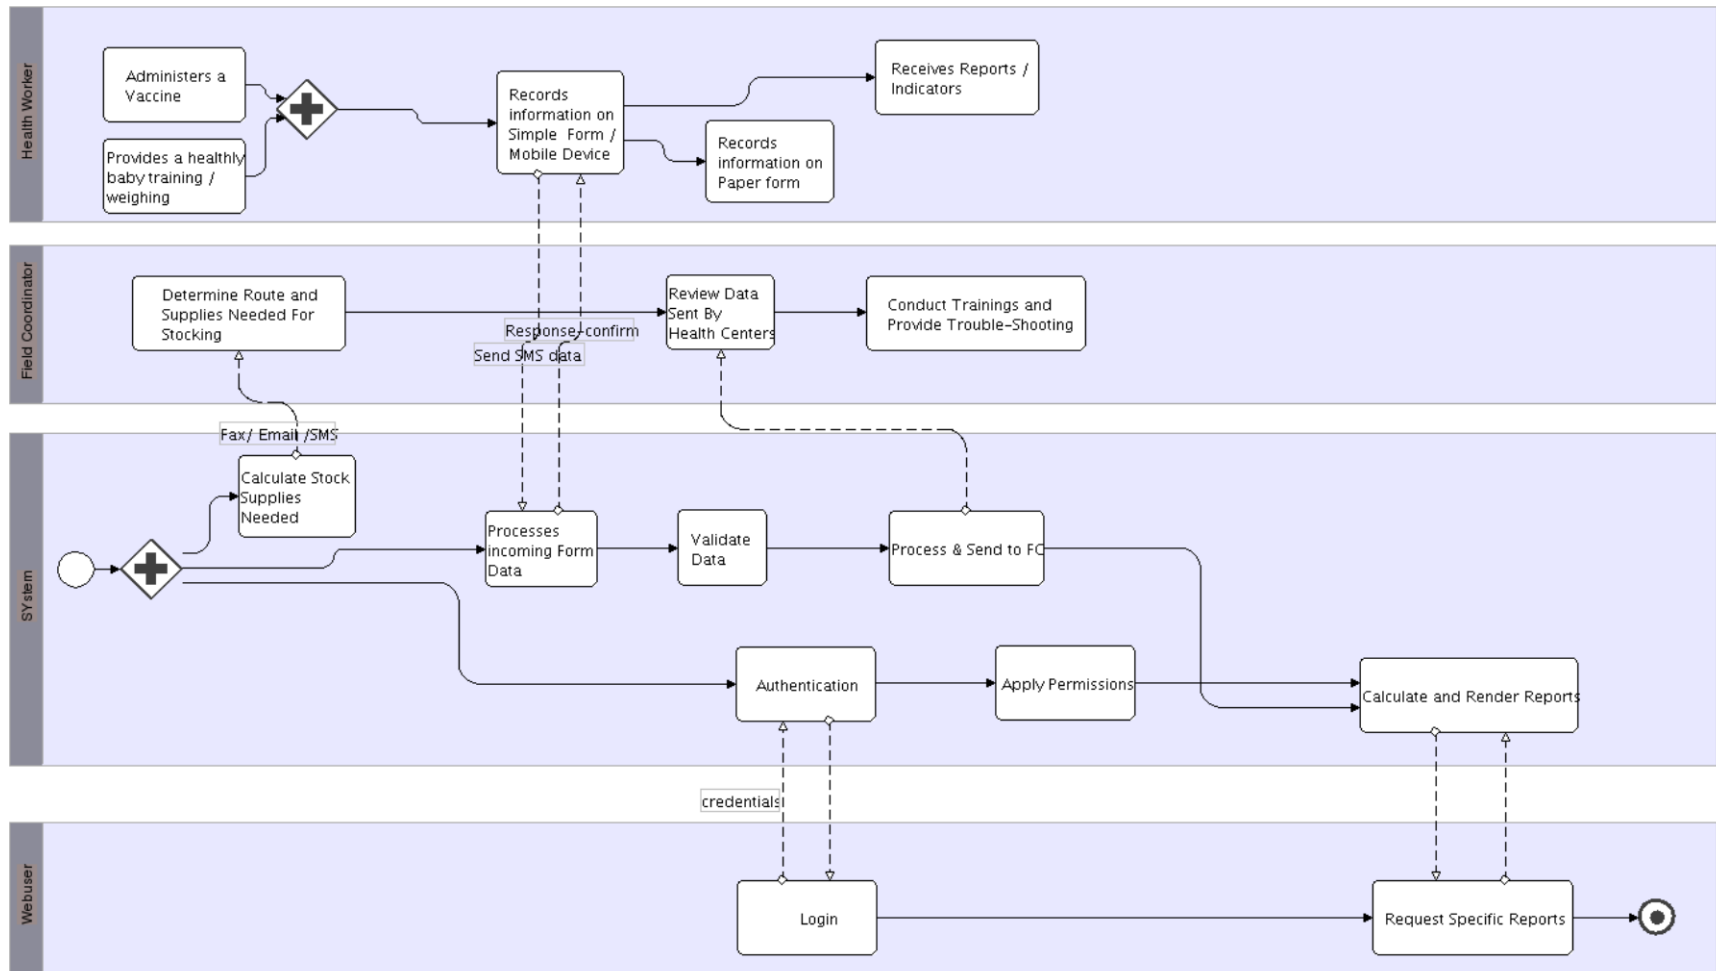 Health Worker
Administers a
Vaccine
Provides a healthly
baby training /
weighing
Records
information on
Simple Form /
Mobile Device
Receives Reports /
Indicators
Records
information on
Paper form
Field Coordinator
Determine Route and
Supplies Needed For
Stocking
Response-confirm
Send SMS data
Review Data
Sent By
Health Centers
Conduct Trainings and
Provide Trouble-Shooting
Fax/ Email /SMS
SYstem
Calculate Stock
Supplies
Needed
Processes
incoming Form
Data
Validate
Data
Process & Send to FC
Authentication
Apply Permissions
Calculate and Render Reports
credentials
Webuser
Login
Request Specific Reports